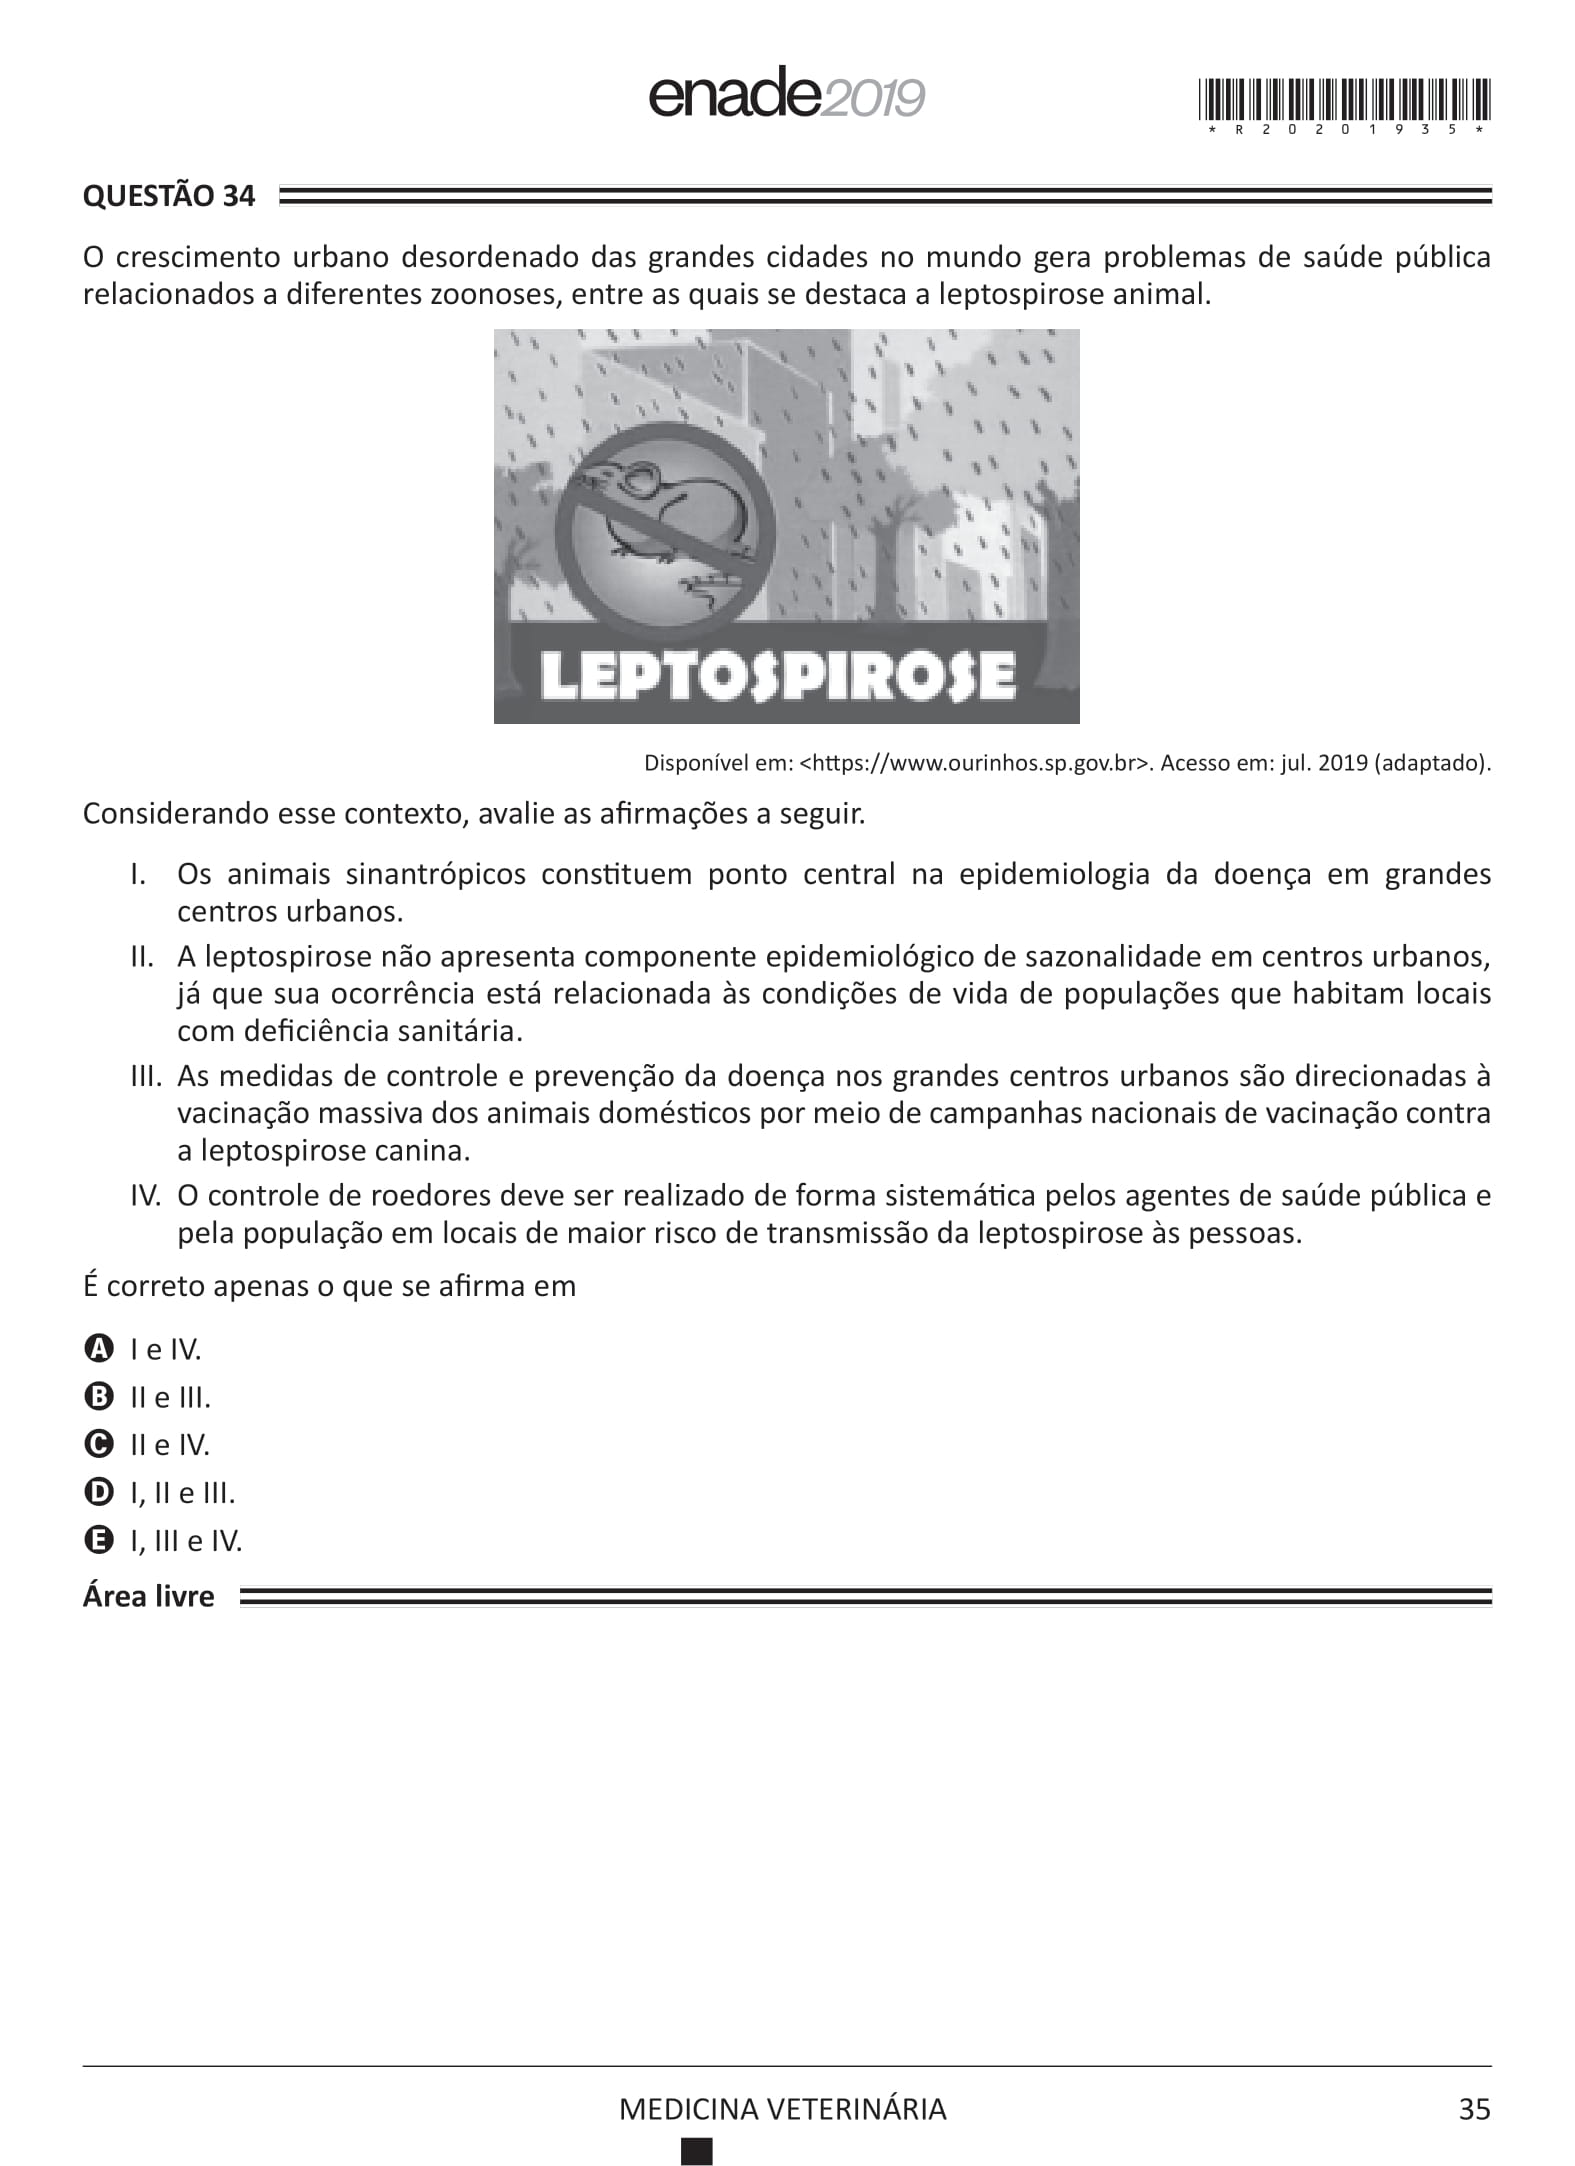 enade2019
*R20201935*
QUESTÃO 34
O crescimento urbano desordenado das grandes cidades no mundo gera problemas de saúde pública
relacionados a diferentes zoonoses, entre as quais se destaca a leptospirose animal.
LEPTOSPIROSE
Disponível em: <https://www.ourinhos.sp.gov.br>. Acesso em: jul. 2019 (adaptado).
Considerando esse contexto, avalie as afirmações a seguir.
I. Os animais sinantrópicos constituem ponto central na epidemiologia da doença em grandes
centros urbanos.
II. A leptospirose não apresenta componente epidemiológico de sazonalidade em centros urbanos,
já que sua ocorrência está relacionada às condições de vida de populações que habitam locais
com deficiência sanitária.
III. As medidas de controle e prevenção da doença nos grandes centros urbanos são direcionadas à
vacinação massiva dos animais domésticos por meio de campanhas nacionais de vacinação contra
a leptospirose canina.
IV. O controle de roedores deve ser realizado de forma sistemática pelos agentes de saúde pública e
pela população em locais de maior risco de transmissão da leptospirose às pessoas.
É correto apenas o que se afirma em
A I e IV.
B II e III.
C II e IV.
D I, II e III.
E I, III e IV.
Área livre
MEDICINA VETERINÁRIA 35